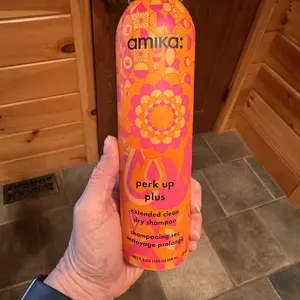 amika:
perk up
plus
extended clean
dry shampoo
shampooing sec
nettoyage prolongé